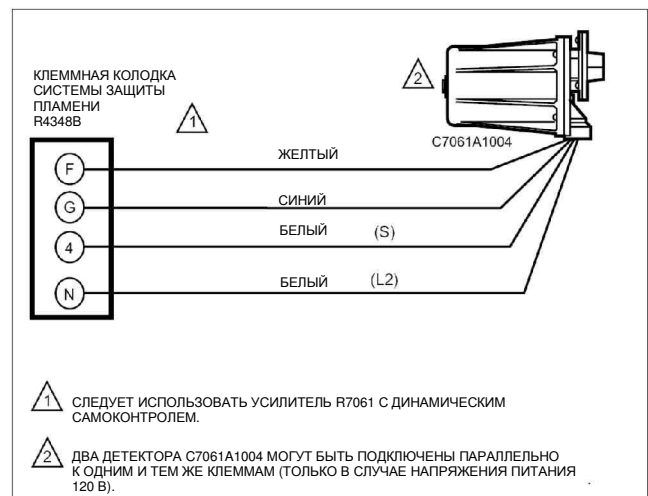 КЛЕММНАЯ КОЛОДКА
СИСТЕМЫ ЗАЩИТЫ
ПЛАМЕНИ
R4348B
1
2
C7061A1004
F
ЖЕЛТЫЙ
G
СИНИЙ
4
БЕЛЫЙ (S)
N
БЕЛЫЙ (L2)
1 СЛЕДУЕТ ИСПОЛЬЗОВАТЬ УСИЛИТЕЛЬ R7061 С ДИНАМИЧЕСКИМ
САМОКОНТРОЛЕМ.
2 ДВА ДЕТЕКТОРА C7061A1004 МОГУТ БЫТЬ ПОДКЛЮЧЕНЫ ПАРАЛЛЕЛЬНО
К ОДНИМ И ТЕМ ЖЕ КЛЕММАМ (ТОЛЬКО В СЛУЧАЕ НАПРЯЖЕНИЯ ПИТАНИЯ
120 В).